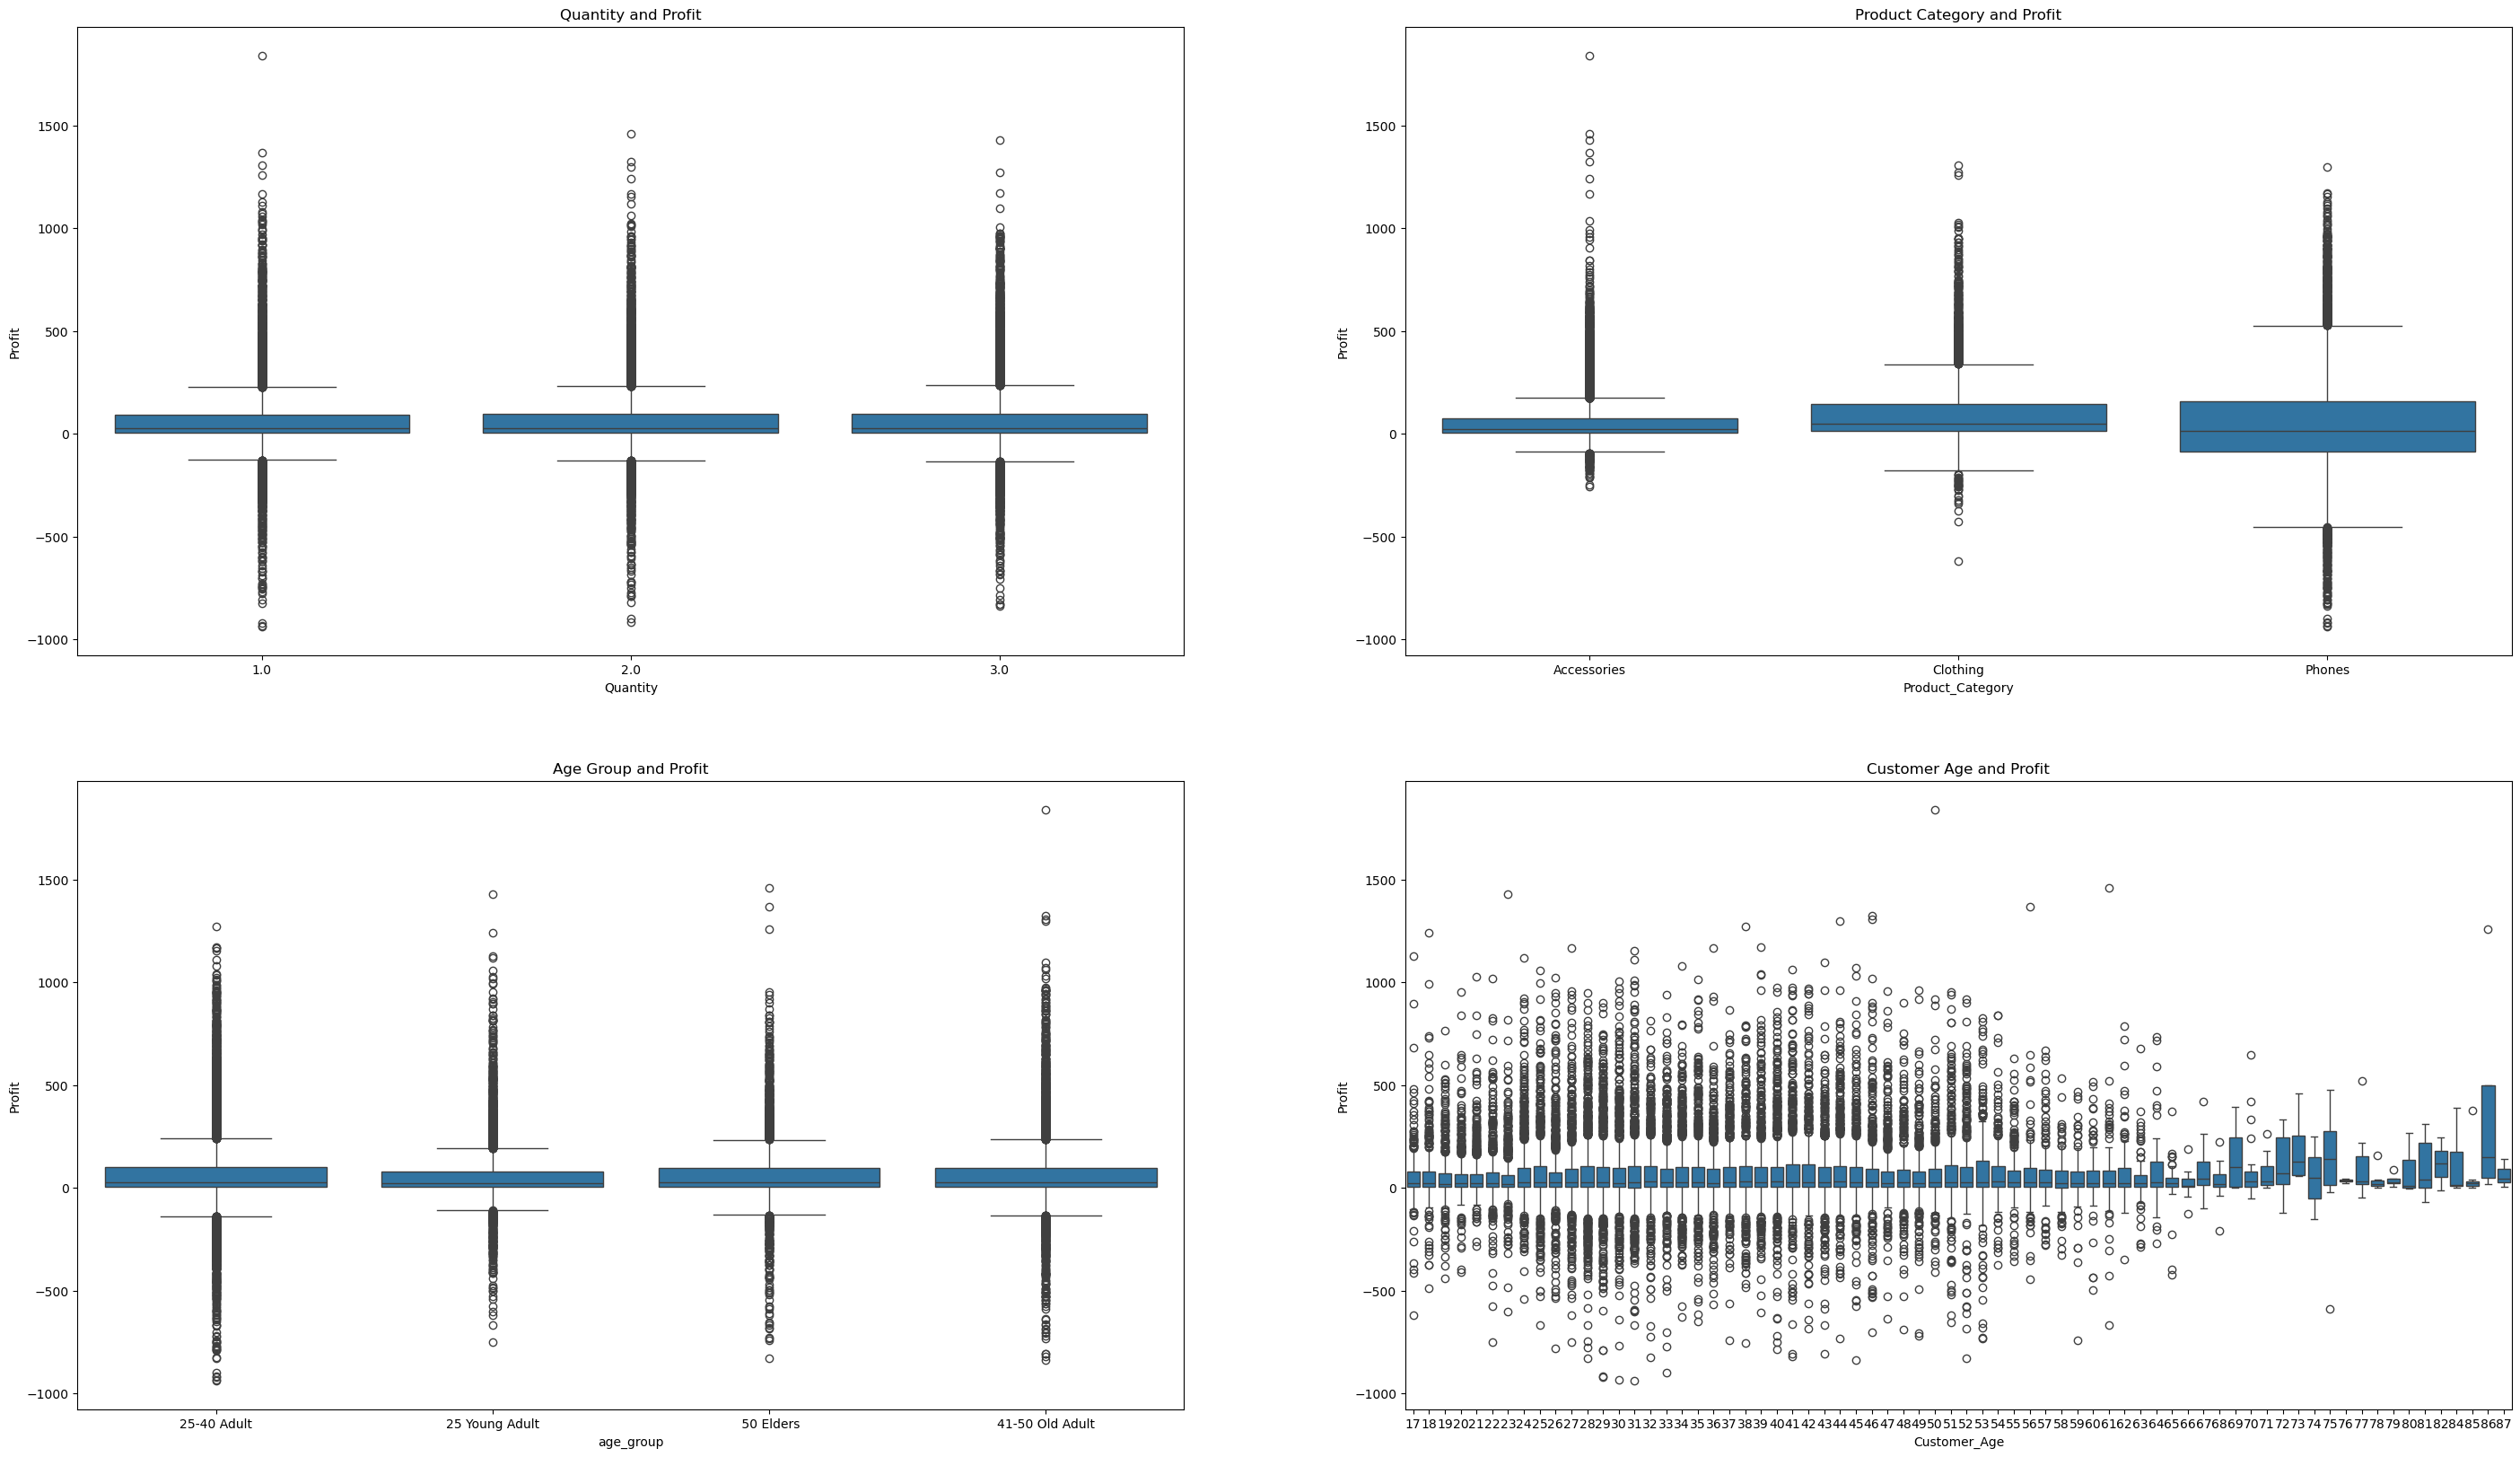 Quantity and Profit
Profit
1500
1000
500
0
−500
−1000
1.0 2.0 3.0
Quantity
Product Category and Profit
Profit
1500
1000
500
0
−500
−1000
Accessories Clothing Phones
Product_Category
Age Group and Profit
Profit
1500
1000
500
0
−500
−1000
25-40 Adult 25 Young Adult 50 Elders 41-50 Old Adult
age_group
Customer Age and Profit
Profit
1500
1000
500
0
−500
−1000
17 18 19 20 21 22 23 24 25 26 27 28 29 30 31 32 33 34 35 36 37 38 39 40 41 42 43 44 45 46 47 48 49 50 51 52 53 54 55 56 57 58 59 60 61 62 63 64 65 66 67 68 69 70 71 72 73 74 75 76 77 78 79 80 81 82 84 85 86 87
Customer_Age